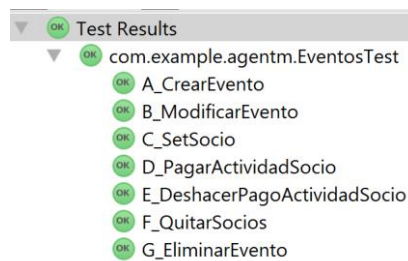 OK Test Results
OK com.example.agentm.EventosTest
OK A_CrearEvento
OK B_ModificarEvento
OK C_SetSocio
OK D_PagarActividadSocio
OK E_DeshacerPagoActividadSocio
OK F_QuitarSocios
OK G_EliminarEvento